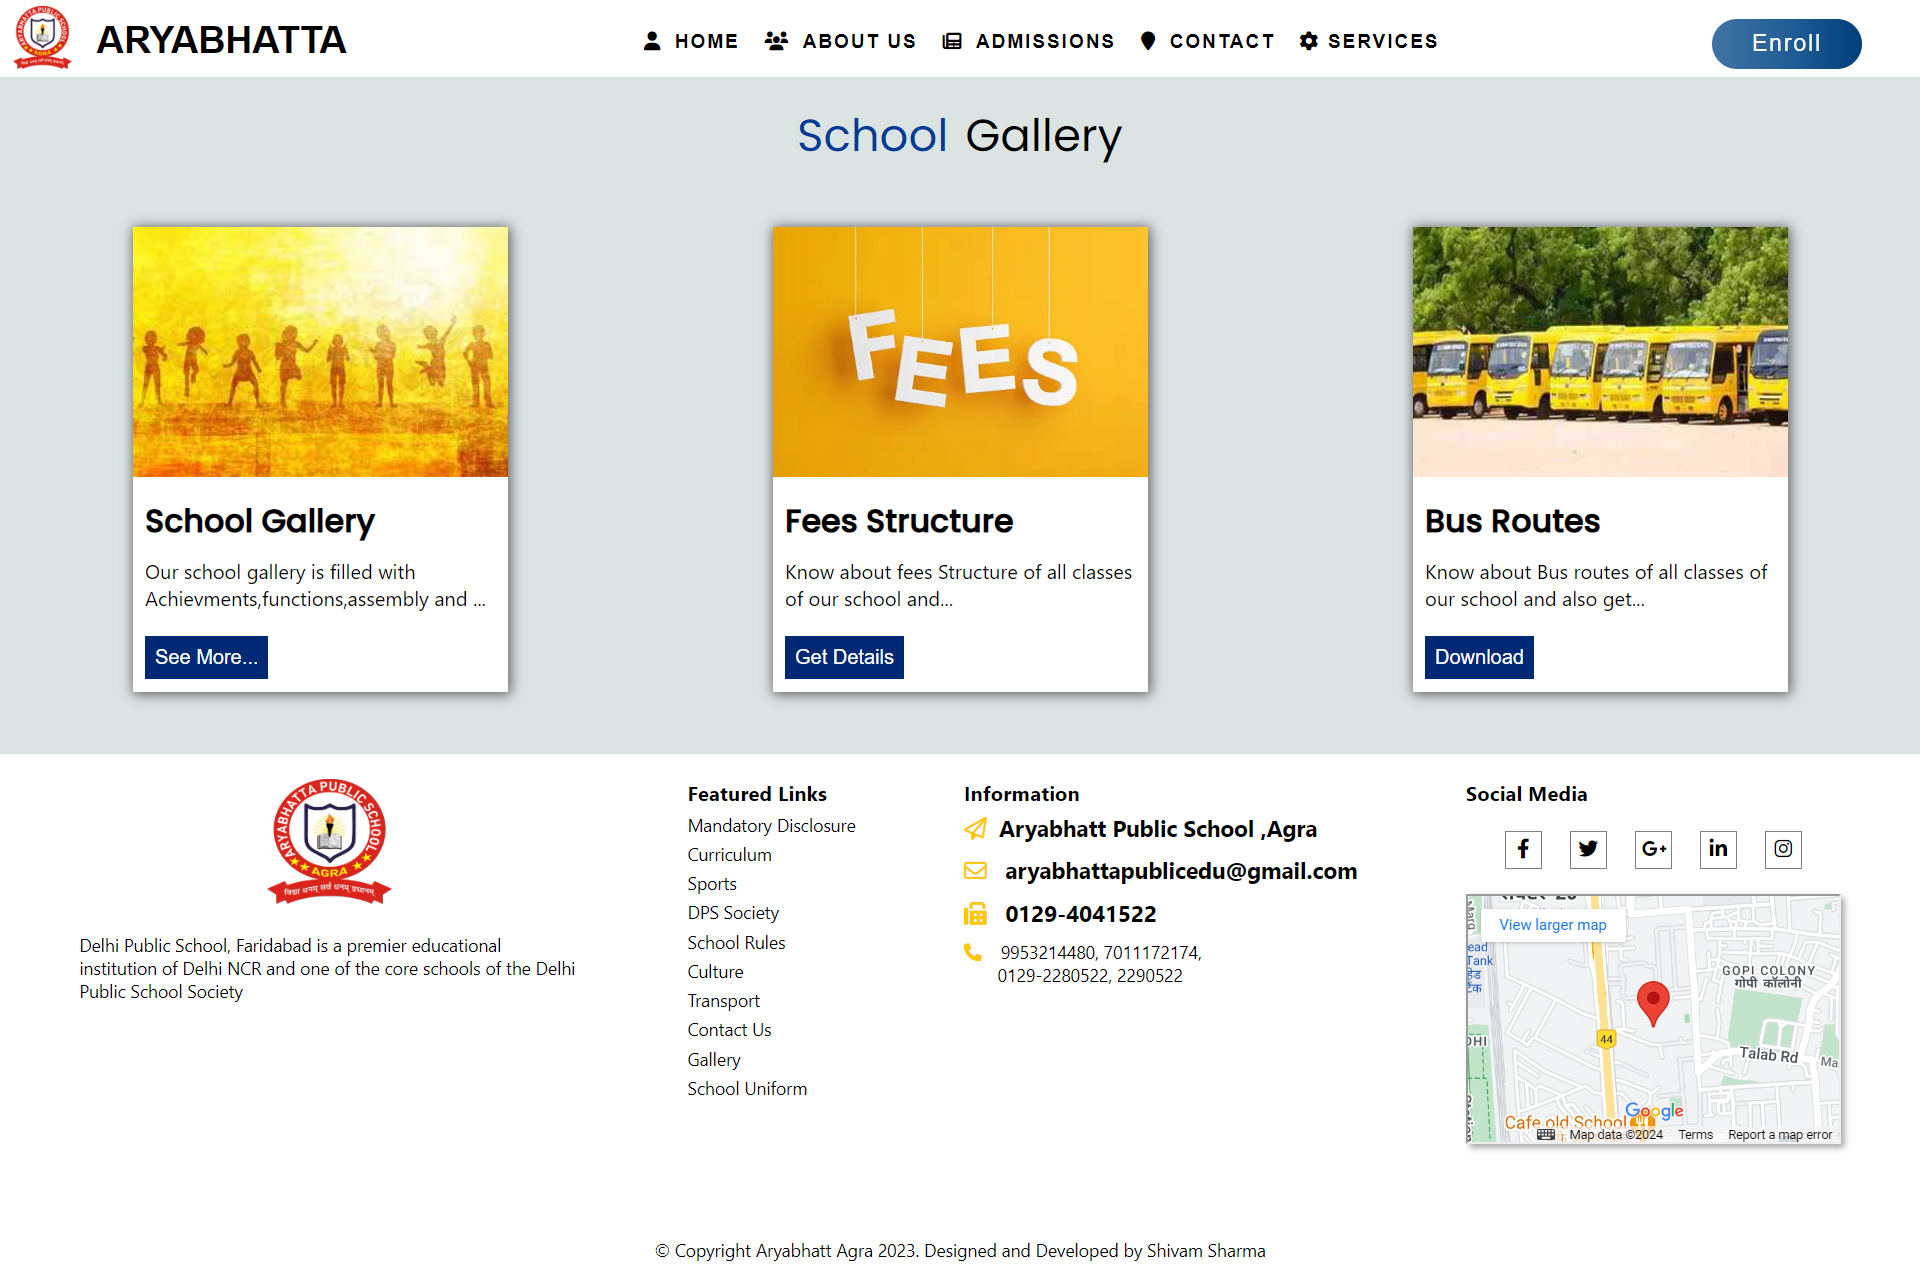 ARYABHATTA
HOME
ABOUT US
ADMISSIONS
CONTACT
SERVICES
Enroll
School Gallery
FEES
School Gallery
Our school gallery is filled with
Achievments,functions,assembly and ...
See More...
Fees Structure
Know about fees Structure of all classes
of our school and...
Get Details
Bus Routes
Know about Bus routes of all classes of
our school and also get...
Download
ARYABHATTA PUBLIC SCHOOL
AGRA
विद्या धनम् सर्व धनम् प्रधानम्
Delhi Public School, Faridabad is a premier educational
institution of Delhi NCR and one of the core schools of the Delhi
Public School Society
Featured Links
Mandatory Disclosure
Curriculum
Sports
DPS Society
School Rules
Culture
Transport
Contact Us
Gallery
School Uniform
Information
Aryabhatt Public School ,Agra
aryabhattapublicedu@gmail.com
0129-4041522
9953214480, 7011172174,
0129-2280522, 2290522
Social Media
View larger map
Tank
GOPI COLONY
गोपी कॉलोनी
44
Talab Rd
Cafe old School
Google
Map data ©2024
Terms
Report a map error
© Copyright Aryabhatt Agra 2023. Designed and Developed by Shivam Sharma